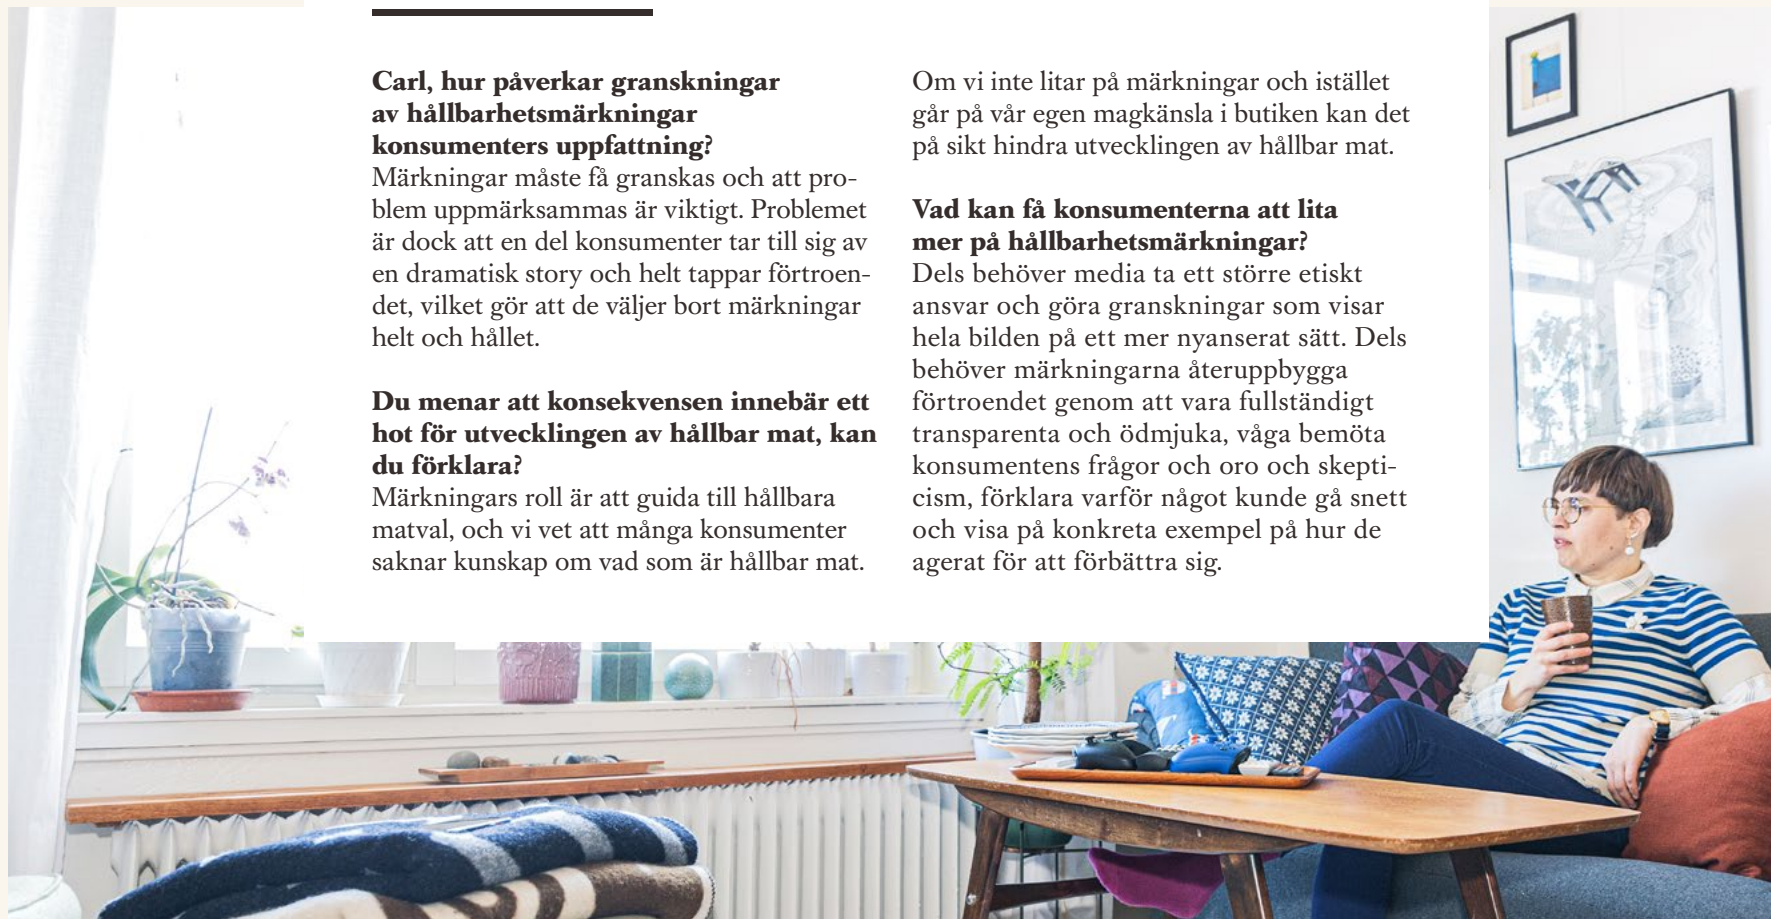 Carl, hur påverkar granskningar
av hållbarhetsmärkningar
konsumenters uppfattning?
Märkningar måste få granskas och att pro-
blem uppmärksammas är viktigt. Problemet
är dock att en del konsumenter tar till sig av
en dramatisk story och helt tappar förtroen-
det, vilket gör att de väljer bort märkningar
helt och hållet.
Du menar att konsekvensen innebär ett
hot för utvecklingen av hållbar mat, kan
du förklara?
Märkningars roll är att guida till hållbara
matval, och vi vet att många konsumenter
saknar kunskap om vad som är hållbar mat.
Om vi inte litar på märkningar och istället
går på vår egen magkänsla i butiken kan det
på sikt hindra utvecklingen av hållbar mat.
Vad kan få konsumenterna att lita
mer på hållbarhetsmärkningar?
Dels behöver media ta ett större etiskt
ansvar och göra granskningar som visar
hela bilden på ett mer nyanserat sätt. Dels
behöver märkningarna återuppbygga
förtroendet genom att vara fullständigt
transparenta och ödmjuka, våga bemöta
konsumentens frågor och oro och skepti-
cism, förklara varför något kunde gå snett
och visa på konkreta exempel på hur de
agerat för att förbättra sig.